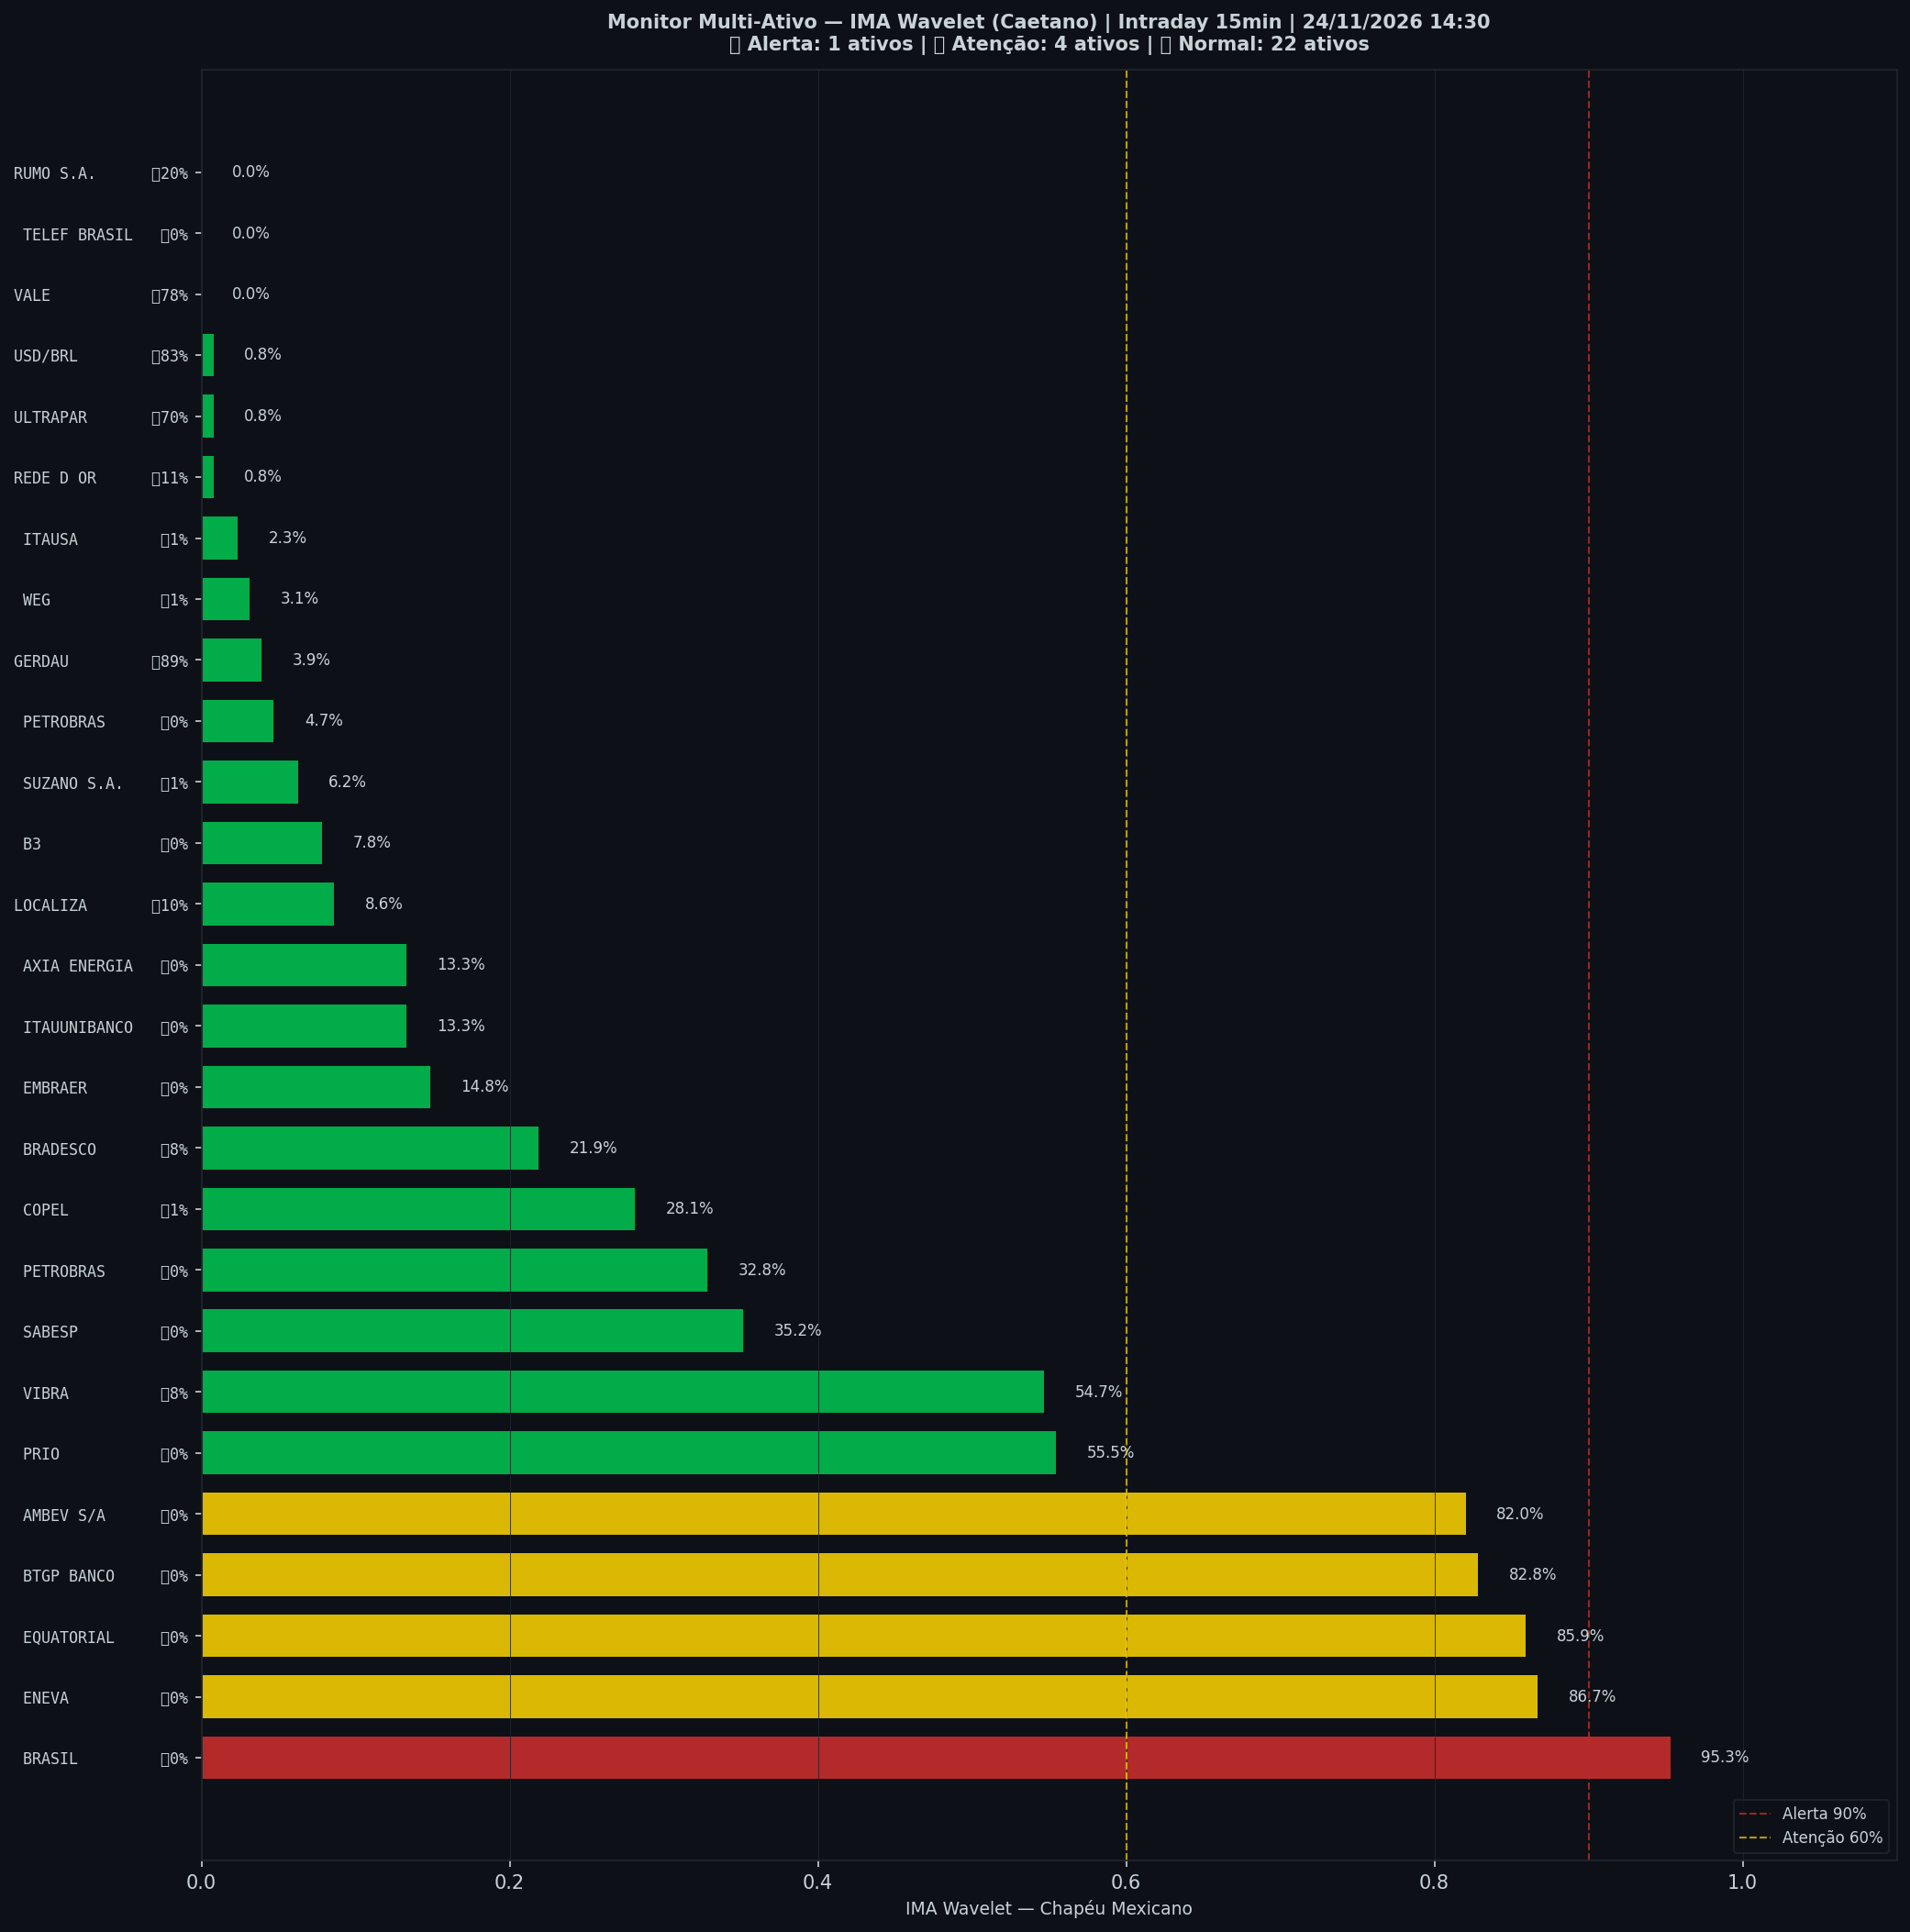 Monitor Multi-Ativo — IMA Wavelet (Caetano) | Intraday 15min | 24/11/2026 14:30
Alerta: 1 ativos | Atenção: 4 ativos | Normal: 22 ativos
RUMO S.A. 20% 0.0%
TELEF BRASIL 0% 0.0%
VALE 78% 0.0%
USD/BRL 83% 0.8%
ULTRAPAR 70% 0.8%
REDE D OR 11% 0.8%
ITAUSA 1% 2.3%
WEG 1% 3.1%
GERDAU 89% 3.9%
PETROBRAS 0% 4.7%
SUZANO S.A. 1% 6.2%
B3 0% 7.8%
LOCALIZA 10% 8.6%
AXIA ENERGIA 0% 13.3%
ITAUUNIBANCO 0% 13.3%
EMBRAER 0% 14.8%
BRADESCO 8% 21.9%
COPEL 1% 28.1%
PETROBRAS 0% 32.8%
SABESP 0% 35.2%
VIBRA 8% 54.7%
PRIO 0% 55.5%
AMBEV S/A 0% 82.0%
BTGP BANCO 0% 82.8%
EQUATORIAL 0% 85.9%
ENEVA 0% 86.7%
BRASIL 0% 95.3%
Alerta 90%
Atenção 60%
0.0 0.2 0.4 0.6 0.8 1.0
IMA Wavelet — Chapéu Mexicano